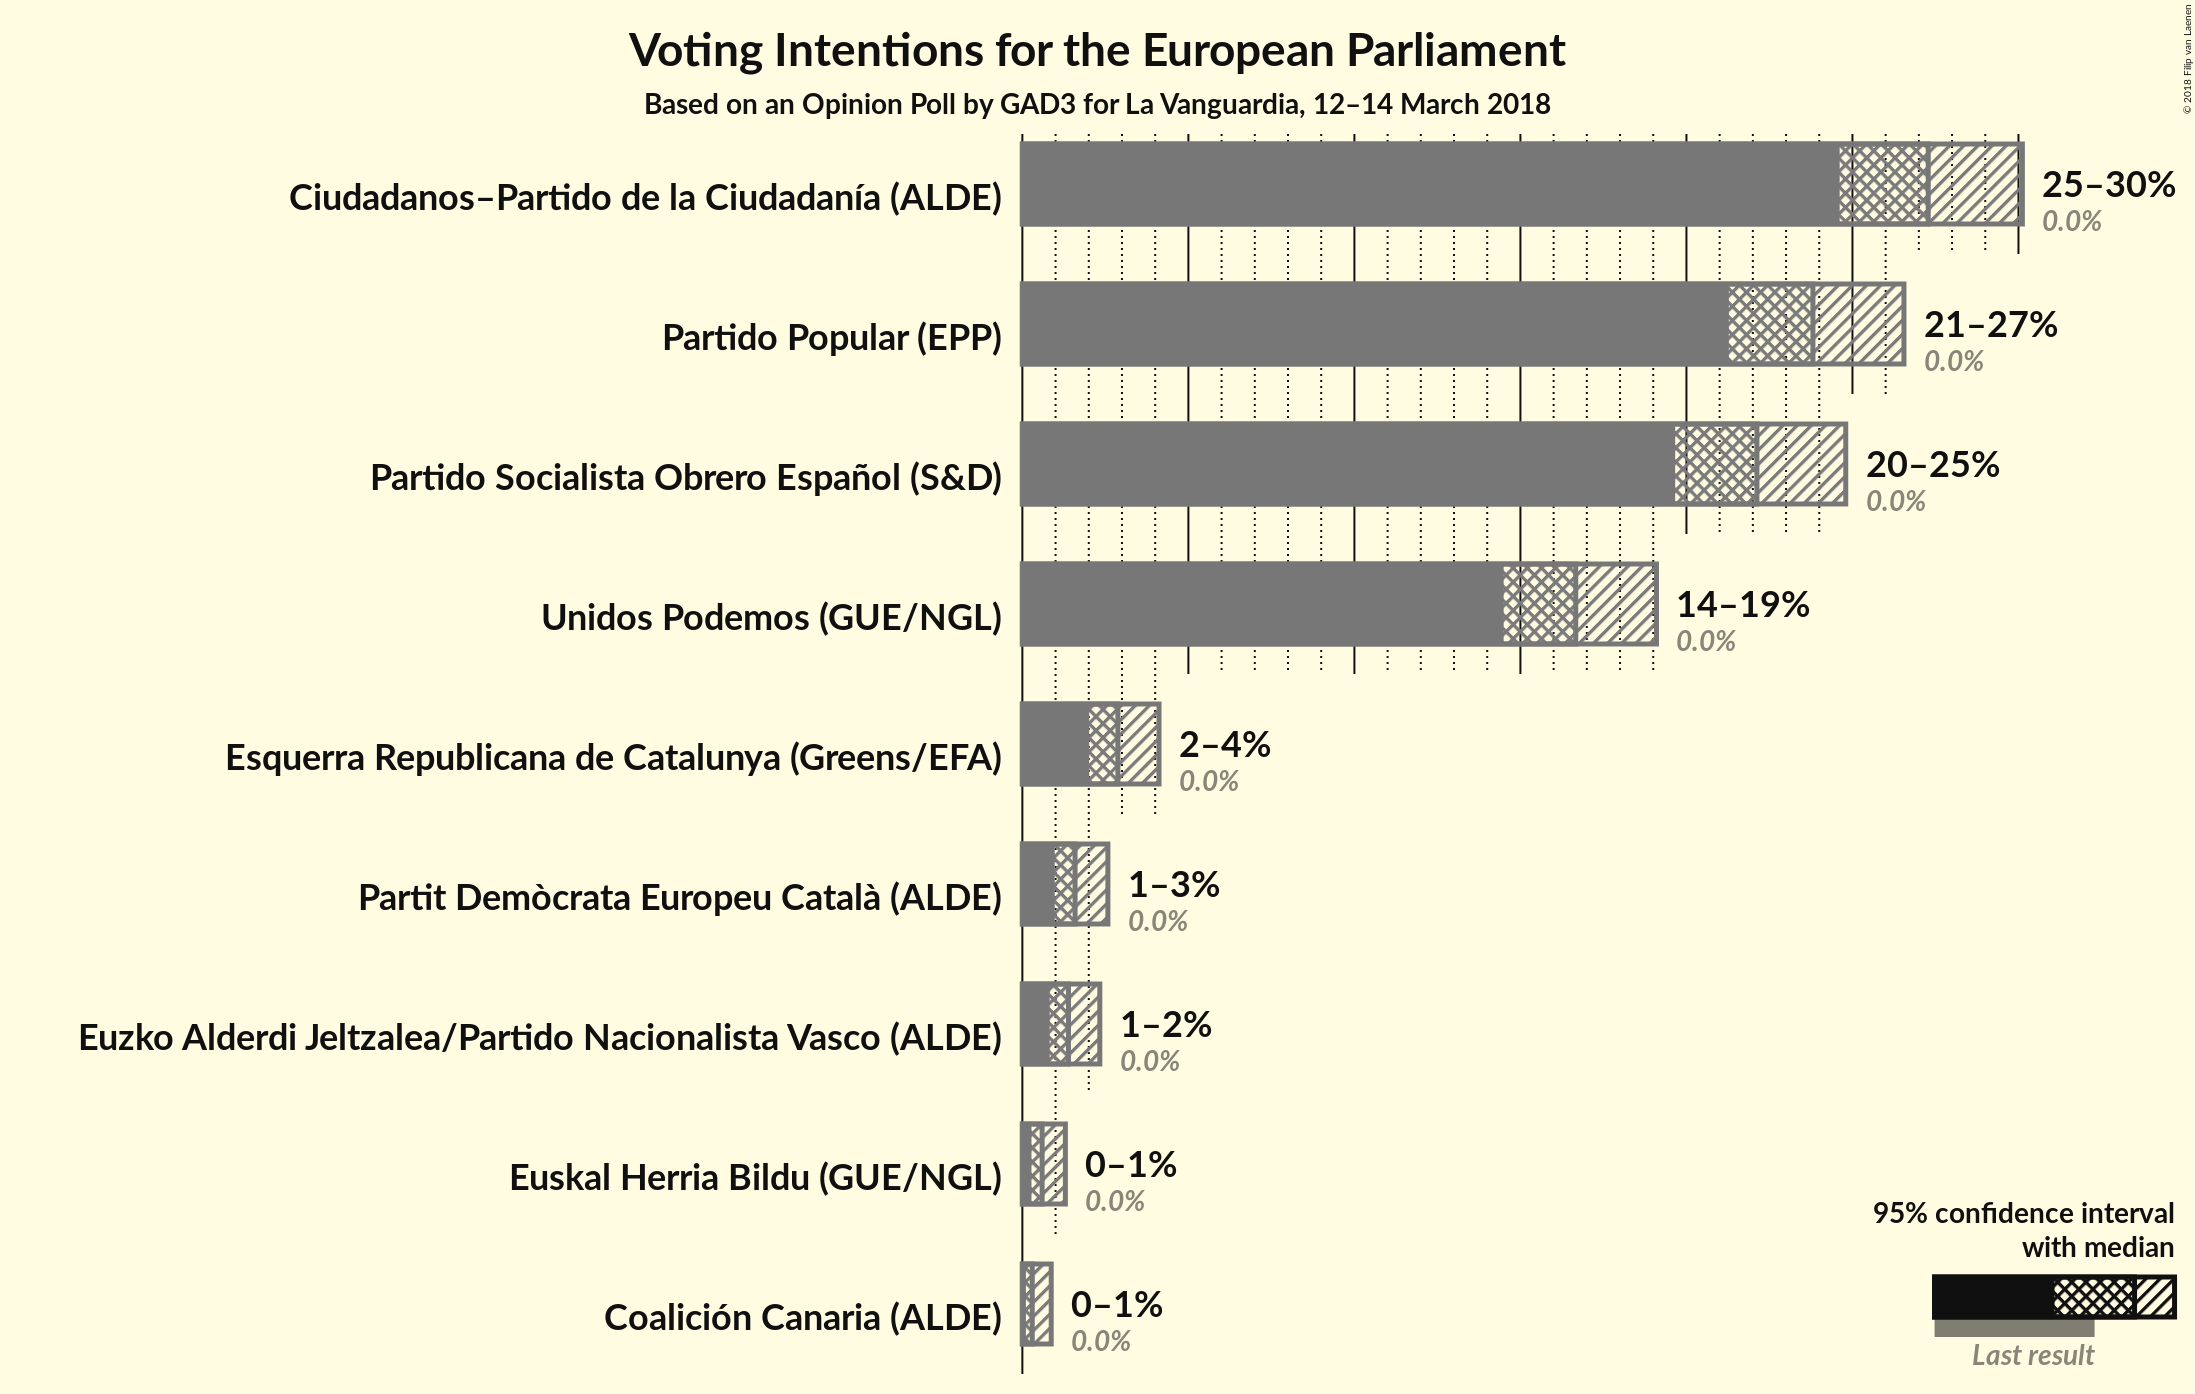 Voting Intentions for the European Parliament
Based on an Opinion Poll by GAD3 for La Vanguardia, 12–14 March 2018
© 2018 Filip van Laenen
Ciudadanos–Partido de la Ciudadanía (ALDE)
25–30%
0.0%
Partido Popular (EPP)
21–27%
0.0%
Partido Socialista Obrero Español (S&D)
20–25%
0.0%
Unidos Podemos (GUE/NGL)
14–19%
0.0%
Esquerra Republicana de Catalunya (Greens/EFA)
2–4%
0.0%
Partit Demòcrata Europeu Català (ALDE)
1–3%
0.0%
Euzko Alderdi Jeltzalea/Partido Nacionalista Vasco (ALDE)
1–2%
0.0%
Euskal Herria Bildu (GUE/NGL)
0–1%
0.0%
Coalición Canaria (ALDE)
0–1%
0.0%
95% confidence interval
with median
Last result